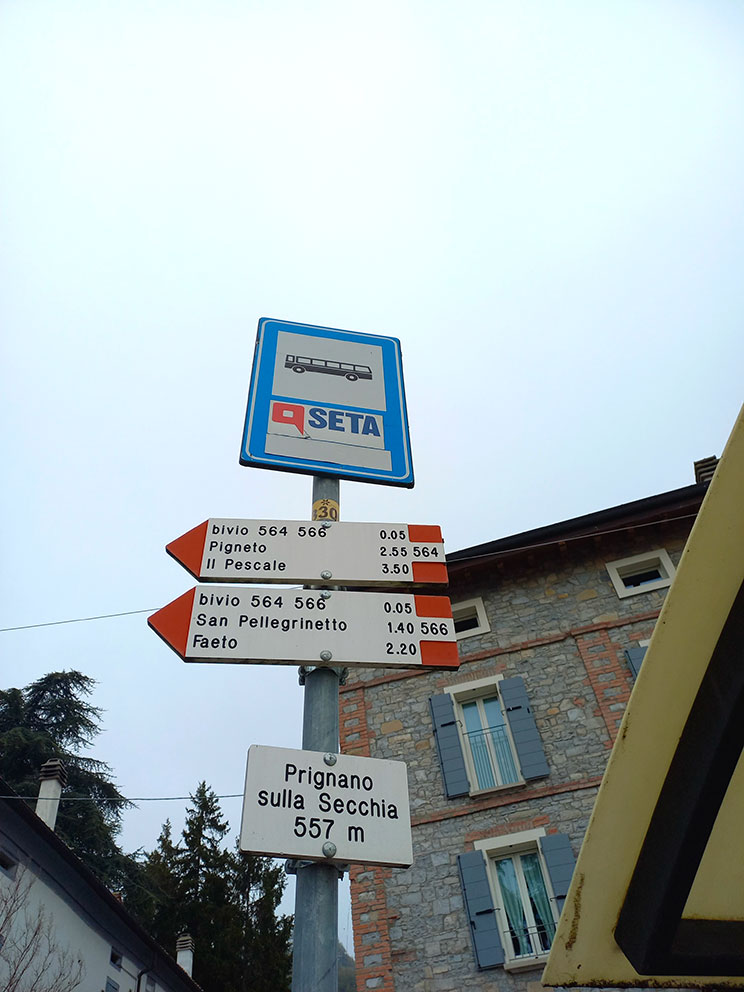 SETA
30
bivio 564 566 0.05
Pigneto 2.55 564
Il Pescale 3.50
bivio 564 566 0.05
San Pellegrinetto 1.40 566
Faeto 2.20
Prignano
sulla Secchia
557 m